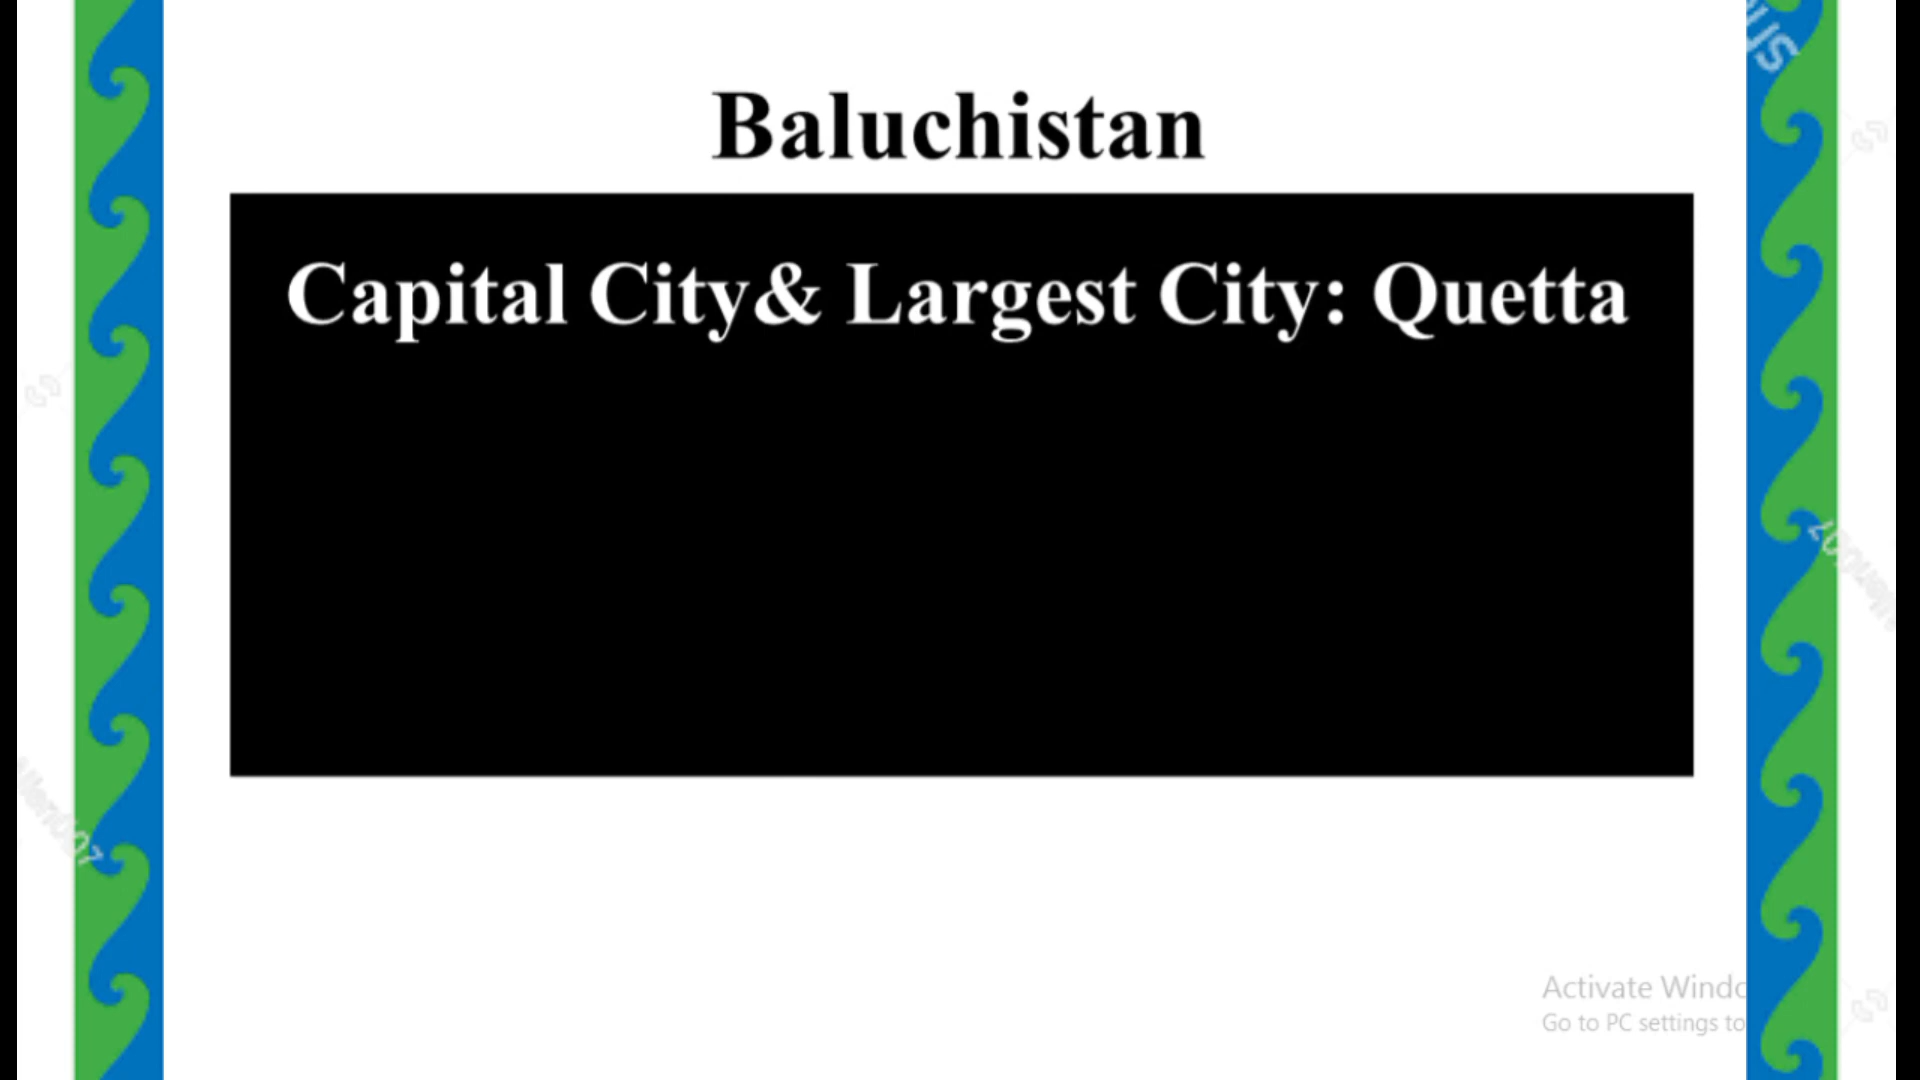 Baluchistan
Capital City& Largest City: Quetta
Activate Windo
Go to PC settings to